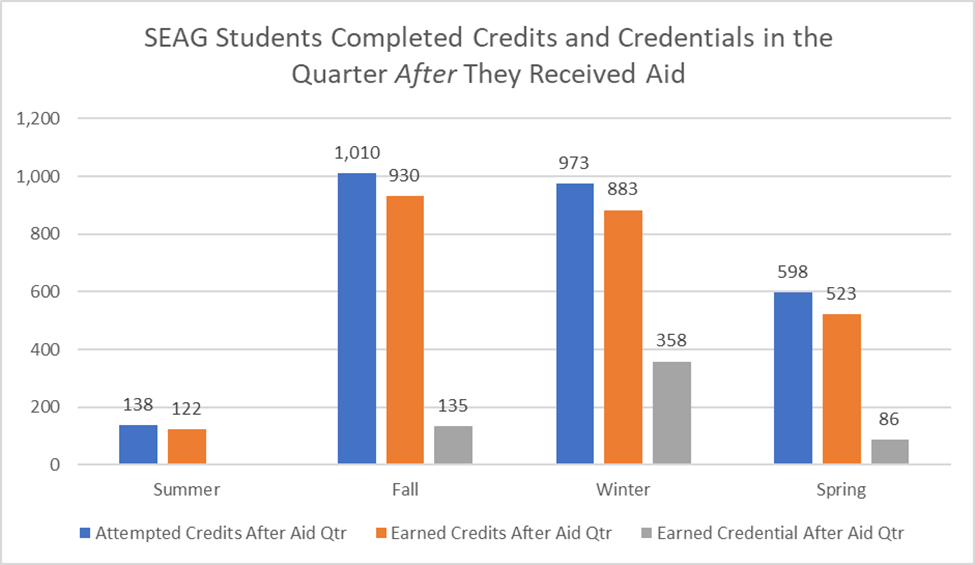 SEAG Students Completed Credits and Credentials in the
Quarter After They Received Aid
1,200
1,000
800
600
400
200
0
138
122
1,010
930
135
973
883
358
598
523
86
Summer
Fall
Winter
Spring
Attempted Credits After Aid Qtr
Earned Credits After Aid Qtr
Earned Credential After Aid Qtr